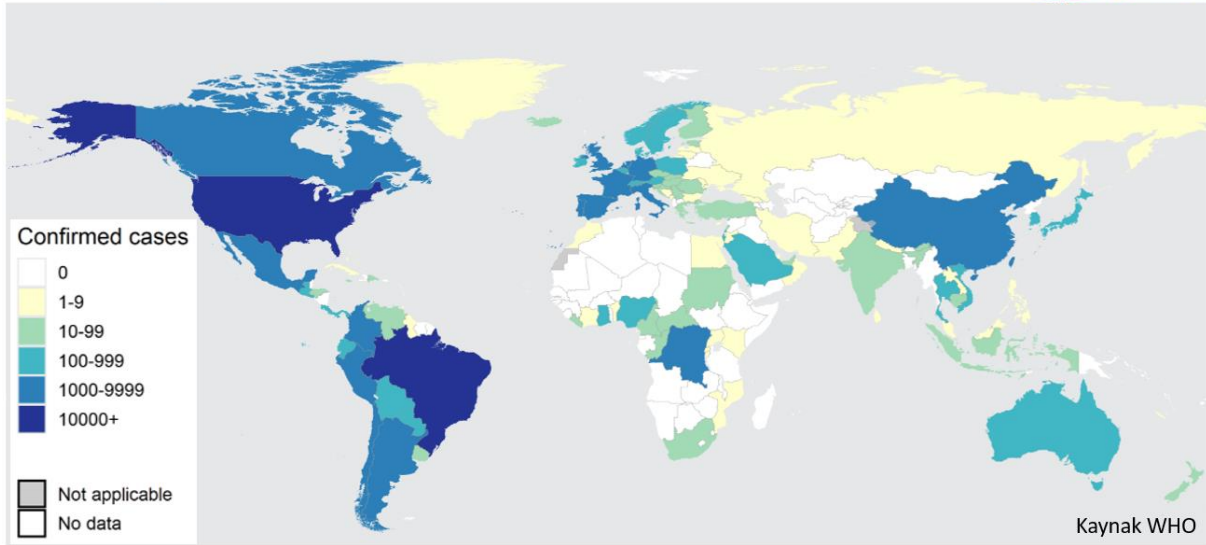 Confirmed cases
0
1-9
10-99
100-999
1000-9999
10000+
Not applicable
No data
Kaynak WHO